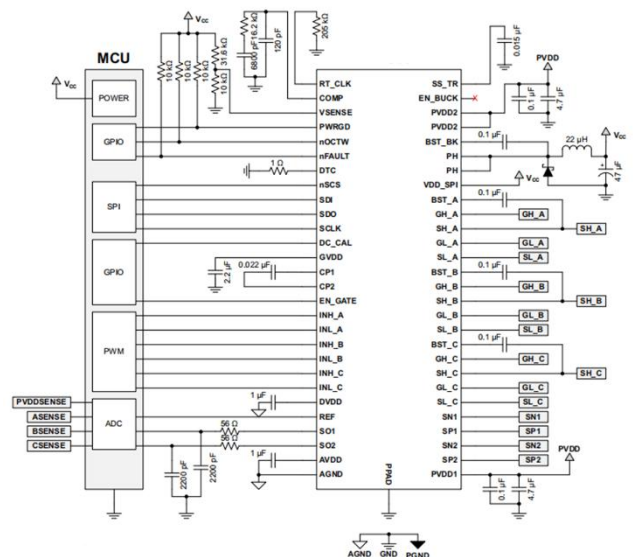 VCC
10 kΩ
10 kΩ
10 kΩ
31.6 kΩ
10 kΩ
6800 pF
16.2 kΩ
120 pF
205 kΩ
0.015 µF
MCU
VCC
POWER
GPIO
SPI
GPIO
PWM
ADC
PVDDSENSE
ASENSE
BSENSE
CSENSE
RT_CLK
COMP
VSENSE
PWRGD
nOCTW
nFAULT
DTC
nSCS
SDI
SDO
SCLK
DC_CAL
GVDD
CP1
CP2
EN_GATE
INH_A
INL_A
INH_B
INL_B
INH_C
INL_C
DVDD
REF
SO1
SO2
AVDD
AGND
1 Ω
2.2 µF
0.022 µF
1 µF
56 Ω
56 Ω
1 µF
2200 pF
2200 pF
PPAD
SS_TR
EN_BUCK
PVDD2
PVDD2
BST_BK
PH
PH
VDD_SPI
BST_A
GH_A
SH_A
GL_A
SL_A
BST_B
GH_B
SH_B
GL_B
SL_B
BST_C
GH_C
SH_C
GL_C
SL_C
SN1
SP1
SN2
SP2
PVDD1
PVDD
0.1 µF
4.7 µF
0.1 µF
22 µH
VCC
47 µF
VCC
0.1 µF
GH_A
SH_A
GL_A
SL_A
0.1 µF
GH_B
SH_B
GL_B
SL_B
0.1 µF
GH_C
SH_C
GL_C
SL_C
SN1
SP1
SN2
SP2
PVDD
0.1 µF
4.7 µF
AGND GND PGND